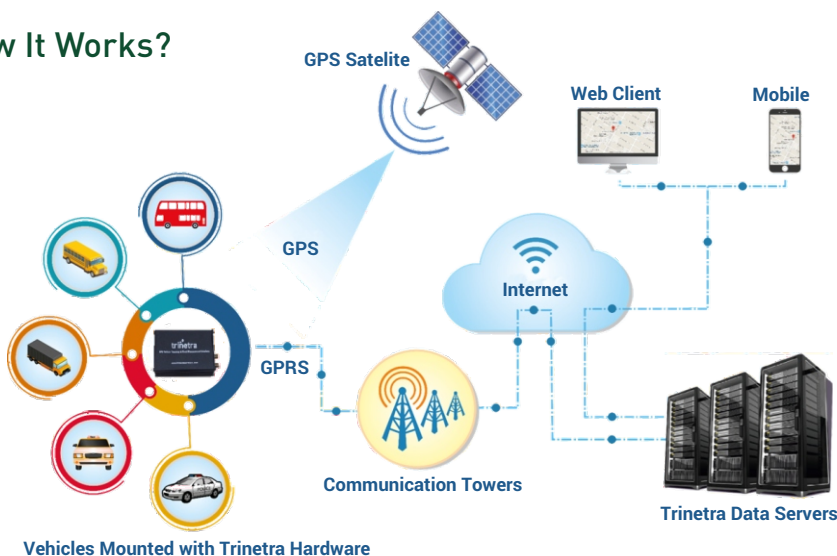 w It Works?
GPS Satelite
Web Client
Mobile
GPS
Internet
trinetra
GPRS
Communication Towers
Trinetra Data Servers
Vehicles Mounted with Trinetra Hardware